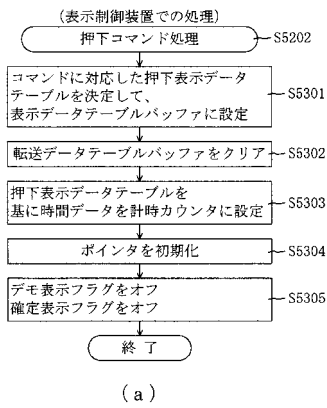 (表示制御装置での処理)
押下コマンド処理 S5202
コマンドに対応した押下表示データ S5301
テーブルを決定して、
表示データテーブルバッファに設定
転送データテーブルバッファをクリア S5302
押下表示データテーブルを S5303
基に時間データを計時カウンタに設定
ポインタを初期化 S5304
デモ表示フラグをオフ S5305
確定表示フラグをオフ
終 了
(a)